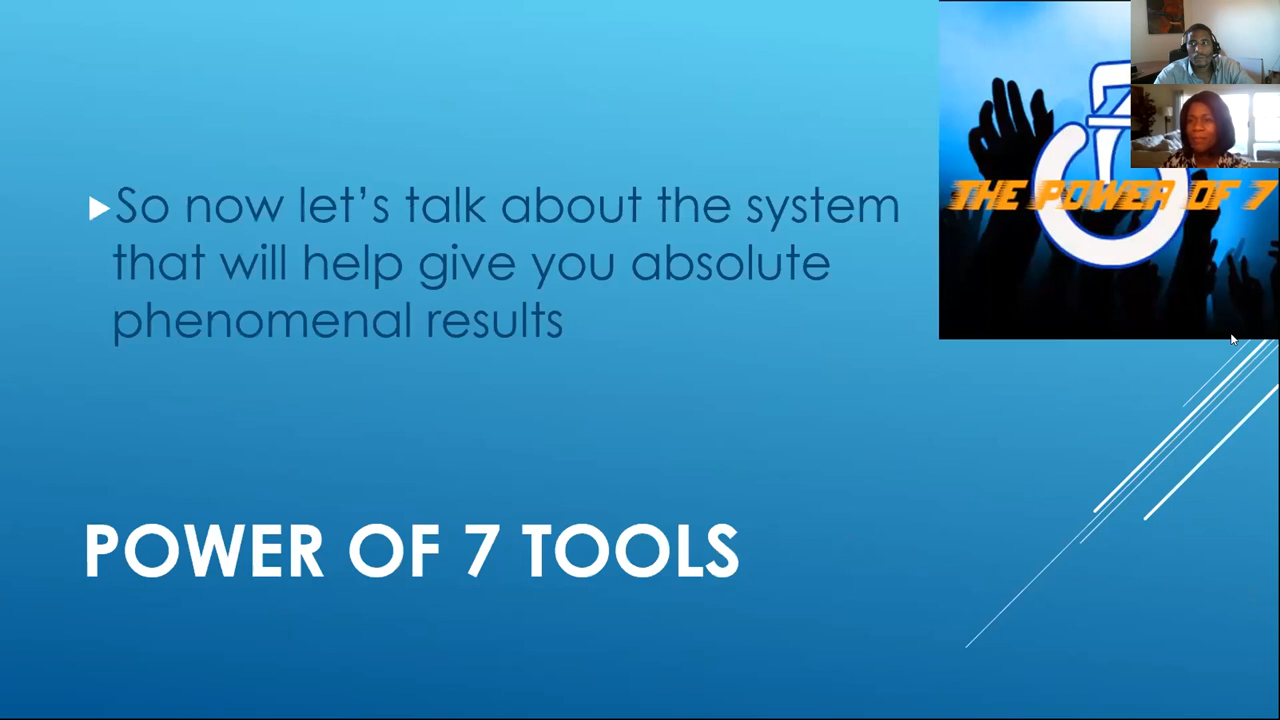 So now let’s talk about the system
that will help give you absolute
phenomenal results
THE POWER OF 7
POWER OF 7 TOOLS